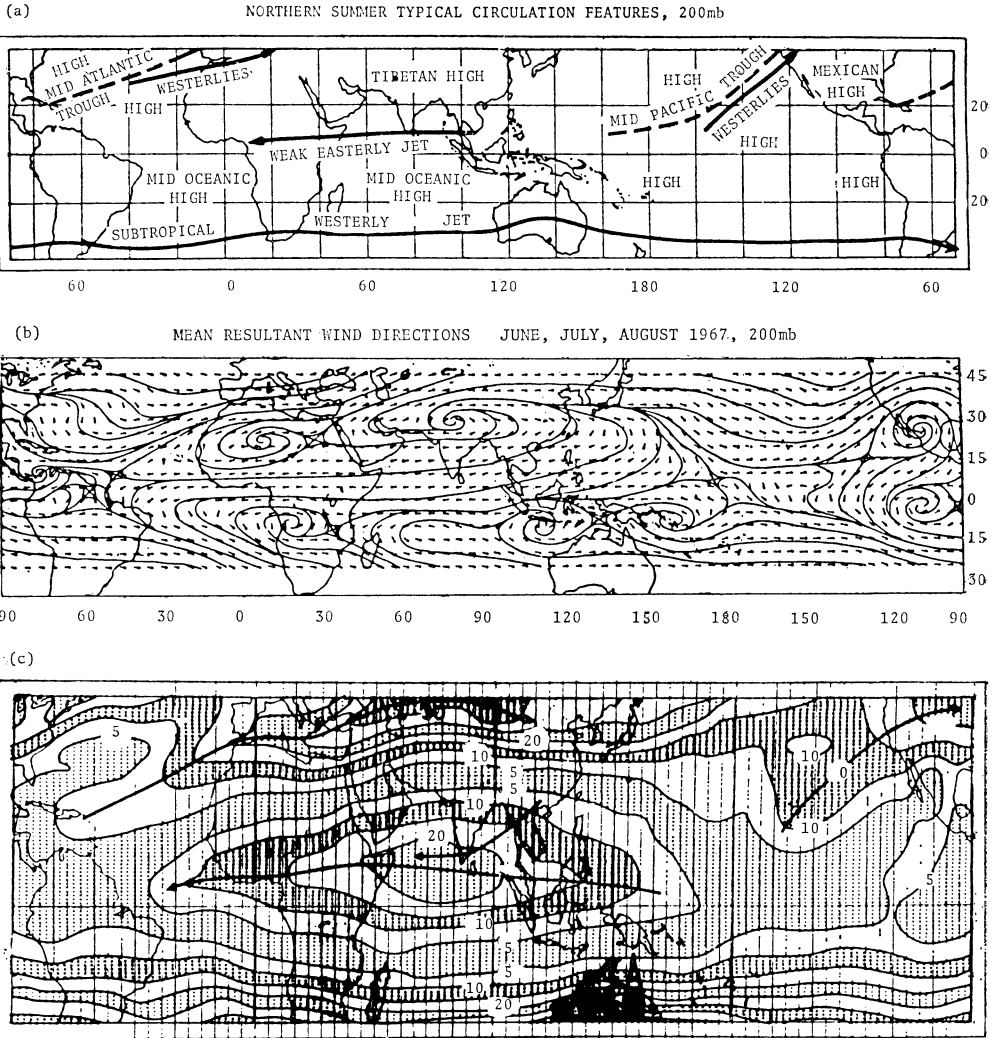 (a)
NORTHERN SUMMER TYPICAL CIRCULATION FEATURES, 200mb
HIGH
MID ATLANTIC
TROUGH
WESTERLIES
HIGH
TIBETAN HIGH
HIGH
MID PACIFIC TROUGH
WESTERLIES
HIGH
MEXICAN
HIGH
WEAK EASTERLY JET
MID OCEANIC
HIGH
MID OCEANIC
HIGH
HIGH
HIGH
SUBTROPICAL WESTERLY JET
20
0
20
60 0 60 120 180 120 60
(b)
MEAN RESULTANT WIND DIRECTIONS JUNE, JULY, AUGUST 1967., 200mb
45
30
15
0
15
30
90 60 30 0 30 60 90 120 150 180 150 120 90
(c)
5
20
10
5
5
10
20
10
0
10
5
10
5
5
10
20